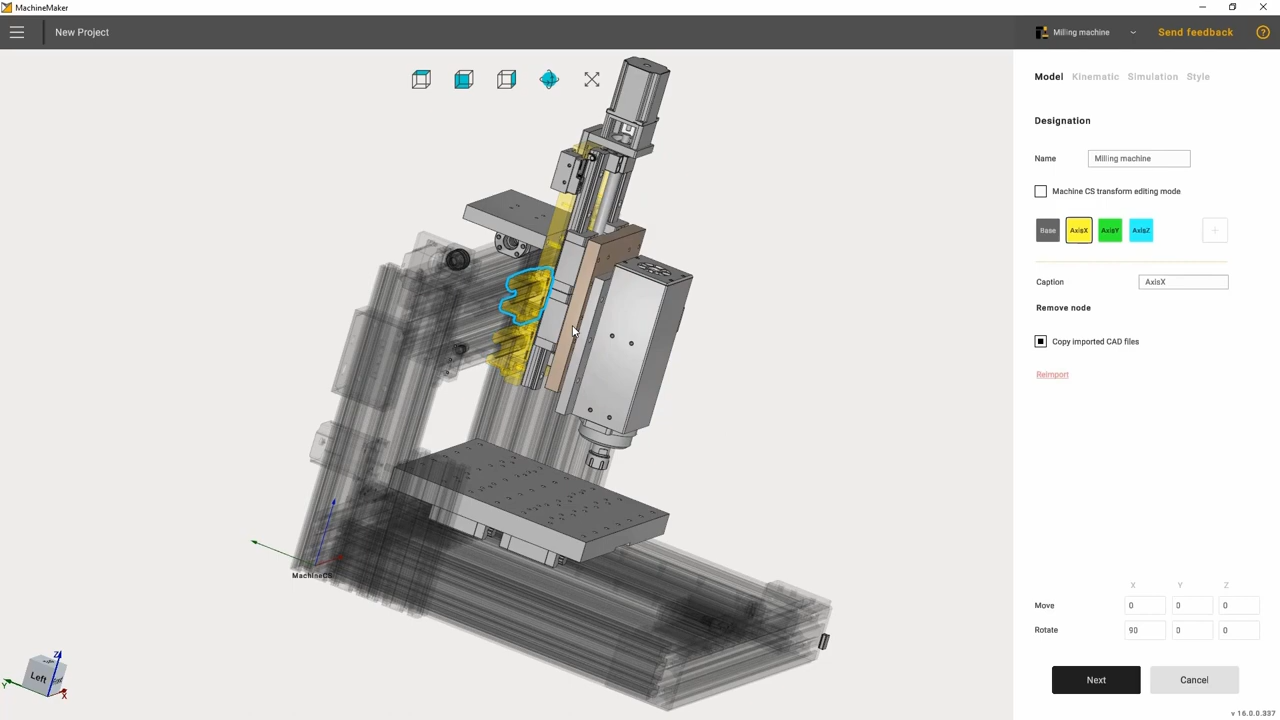 MachineMaker
New Project
Milling machine
Send feedback
?
Model Kinematic Simulation Style
Designation
Name Milling machine
Machine CS transform editing mode
Base AxisX AxisY AxisZ +
Caption AxisX
Remove node
Copy imported CAD files
Reimport
MachineCS
X Y Z
Move 0 0 0
Rotate 90 0 0
Z
Left
Y
X
Next Cancel
v 16.0.0.337